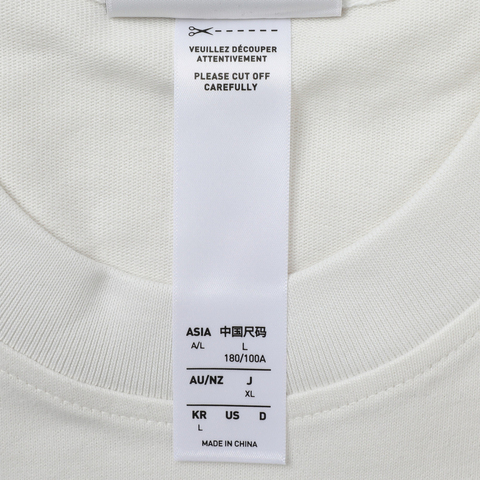 VEUILLEZ DÉCOUPER
ATTENTIVEMENT
PLEASE CUT OFF
CAREFULLY
ASIA 中国尺码
A/L L
180/100A
AU/NZ J
XL
KR US D
L
MADE IN CHINA